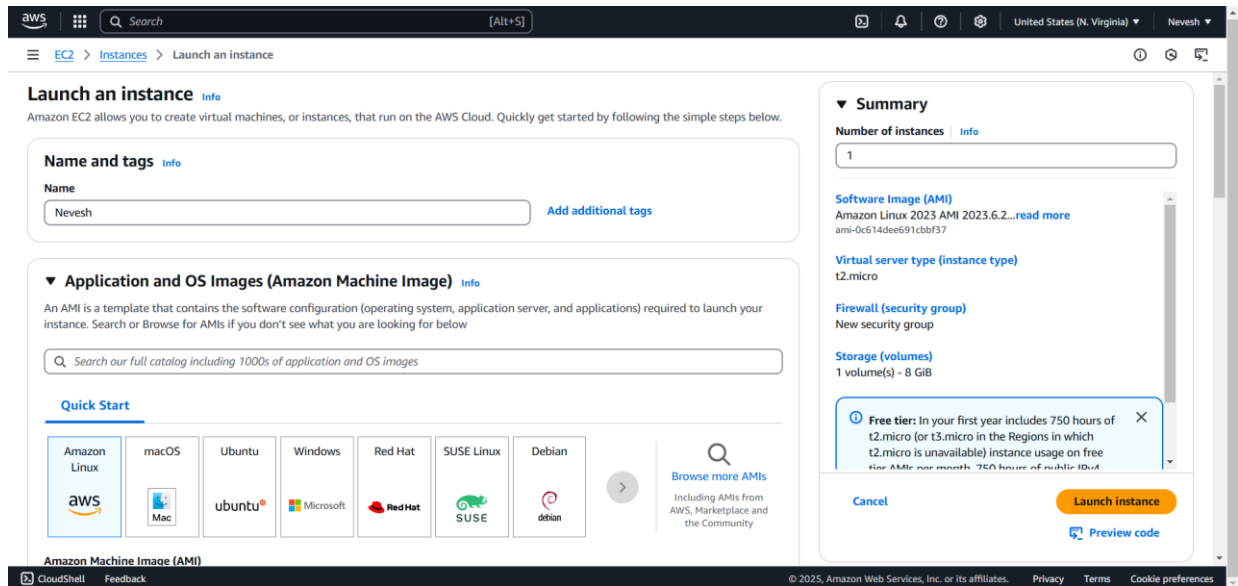 aws
Search [Alt+S]
United States (N. Virginia)
Nevesh
EC2 > Instances > Launch an instance
Launch an instance Info
Amazon EC2 allows you to create virtual machines, or instances, that run on the AWS Cloud. Quickly get started by following the simple steps below.
Name and tags Info
Name
Nevesh
Add additional tags
Application and OS Images (Amazon Machine Image) Info
An AMI is a template that contains the software configuration (operating system, application server, and applications) required to launch your
instance. Search or Browse for AMIs if you don't see what you are looking for
below
Search our full catalog including 1000s of application and OS images
Quick Start
Amazon
Linux
aws
macOS
Mac
Ubuntu
ubuntu®
Windows
Microsoft
Red Hat
Red Hat
SUSE Linux
SUSE
Debian
debian
Browse more AMIs
Including AMIs from
AWS, Marketplace and
the Community
Amazon Machine Image (AMI)
Summary
Number of instances Info
1
Software Image (AMI)
Amazon Linux 2023 AMI 2023.6.2...read more
ami-0c614dee691cbbf37
Virtual server type (instance type)
t2.micro
Firewall (security group)
New security group
Storage (volumes)
1 volume(s) - 8 GiB
Free tier: In your first year includes 750 hours of
t2.micro (or t3.micro in the Regions in which
t2.micro is unavailable) instance usage on free
tier AMIs per month, 750 hours of public IPv4
Cancel
Launch instance
Preview code
CloudShell Feedback
© 2025, Amazon Web Services, Inc. or its affiliates. Privacy Terms Cookie preferences